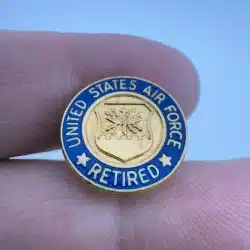 UNITED STATES AIR FORCE
RETIRED